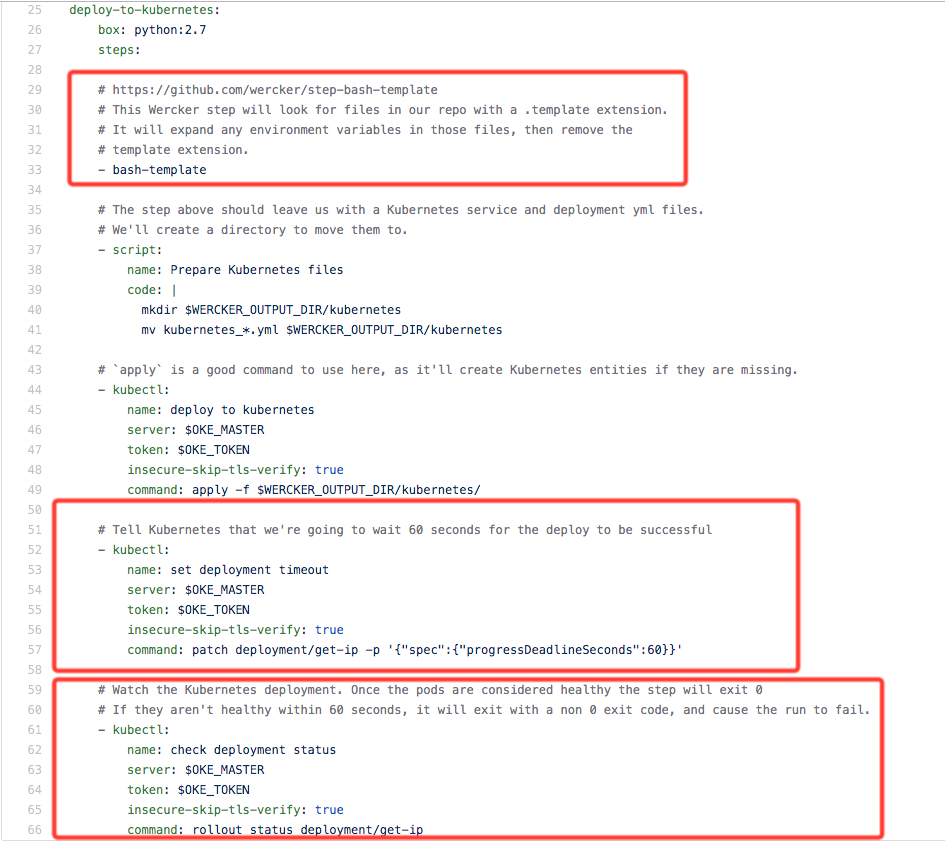 25 deploy-to-kubernetes:
26     box: python:2.7
27     steps:
28
29     # https://github.com/wercker/step-bash-template
30     # This Wercker step will look for files in our repo with a .template extension.
31     # It will expand any environment variables in those files, then remove the
32     # template extension.
33     - bash-template
34
35     # The step above should leave us with a Kubernetes service and deployment yml files.
36     # We'll create a directory to move them to.
37     - script:
38         name: Prepare Kubernetes files
39         code: |
40           mkdir $WERCKER_OUTPUT_DIR/kubernetes
41           mv kubernetes_*.yml $WERCKER_OUTPUT_DIR/kubernetes
42
43     # `apply` is a good command to use here, as it'll create Kubernetes entities if they are missing.
44     - kubectl:
45         name: deploy to kubernetes
46         server: $OKE_MASTER
47         token: $OKE_TOKEN
48         insecure-skip-tls-verify: true
49         command: apply -f $WERCKER_OUTPUT_DIR/kubernetes/
50
51     # Tell Kubernetes that we're going to wait 60 seconds for the deploy to be successful
52     - kubectl:
53         name: set deployment timeout
54         server: $OKE_MASTER
55         token: $OKE_TOKEN
56         insecure-skip-tls-verify: true
57         command: patch deployment/get-ip -p '{"spec":{"progressDeadlineSeconds":60}}'
58
59     # Watch the Kubernetes deployment. Once the pods are considered healthy the step will exit 0
60     # If they aren't healthy within 60 seconds, it will exit with a non 0 exit code, and cause the run to fail.
61     - kubectl:
62         name: check deployment status
63         server: $OKE_MASTER
64         token: $OKE_TOKEN
65         insecure-skip-tls-verify: true
66         command: rollout status deployment/get-ip